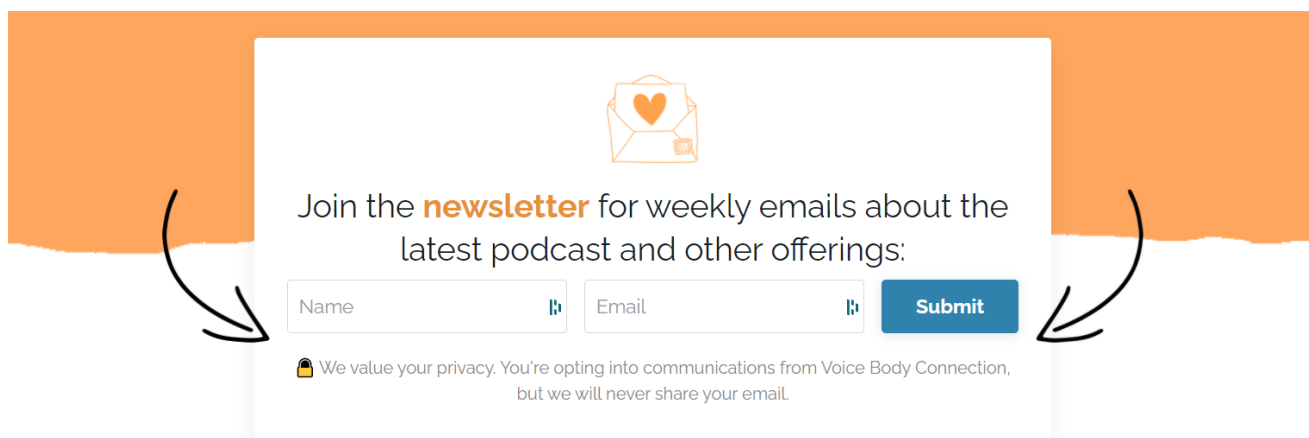 Join the newsletter for weekly emails about the
latest podcast and other offerings:
Name
Email
Submit
We value your privacy. You're opting into communications from Voice Body Connection,
but we will never share your email.